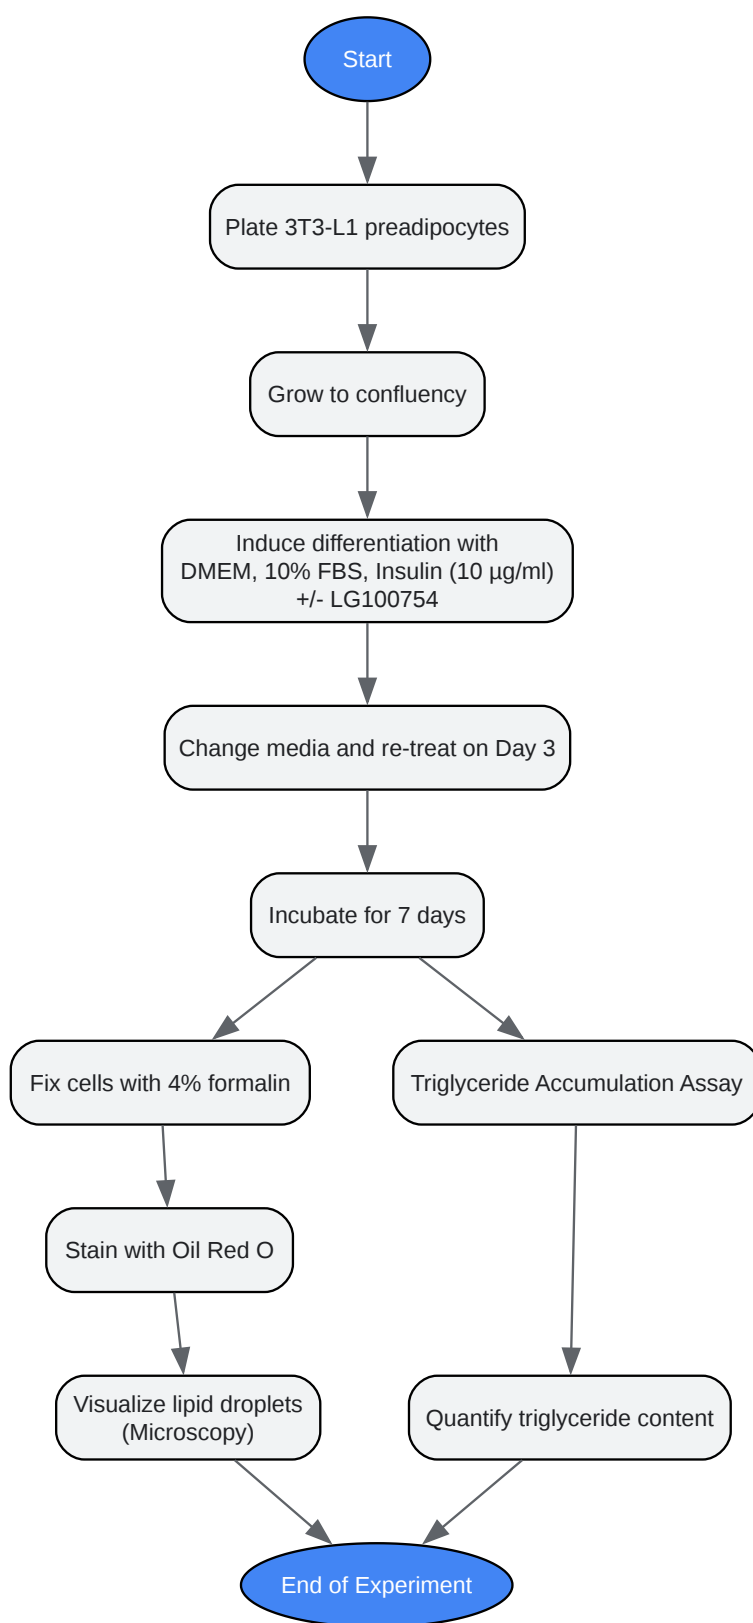 Start
Plate 3T3-L1 preadipocytes
Grow to confluency
Induce differentiation with
DMEM, 10% FBS, Insulin (10 µg/ml)
+/- LG100754
Change media and re-treat on Day 3
Incubate for 7 days
Fix cells with 4% formalin
Triglyceride Accumulation Assay
Stain with Oil Red O
Visualize lipid droplets
(Microscopy)
Quantify triglyceride content
End of Experiment